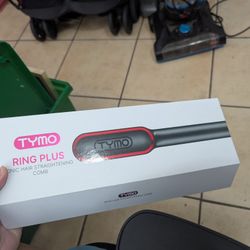 TYMO
RING PLUS
IONIC HAIR STRAIGHTENING
COMB
TYMO